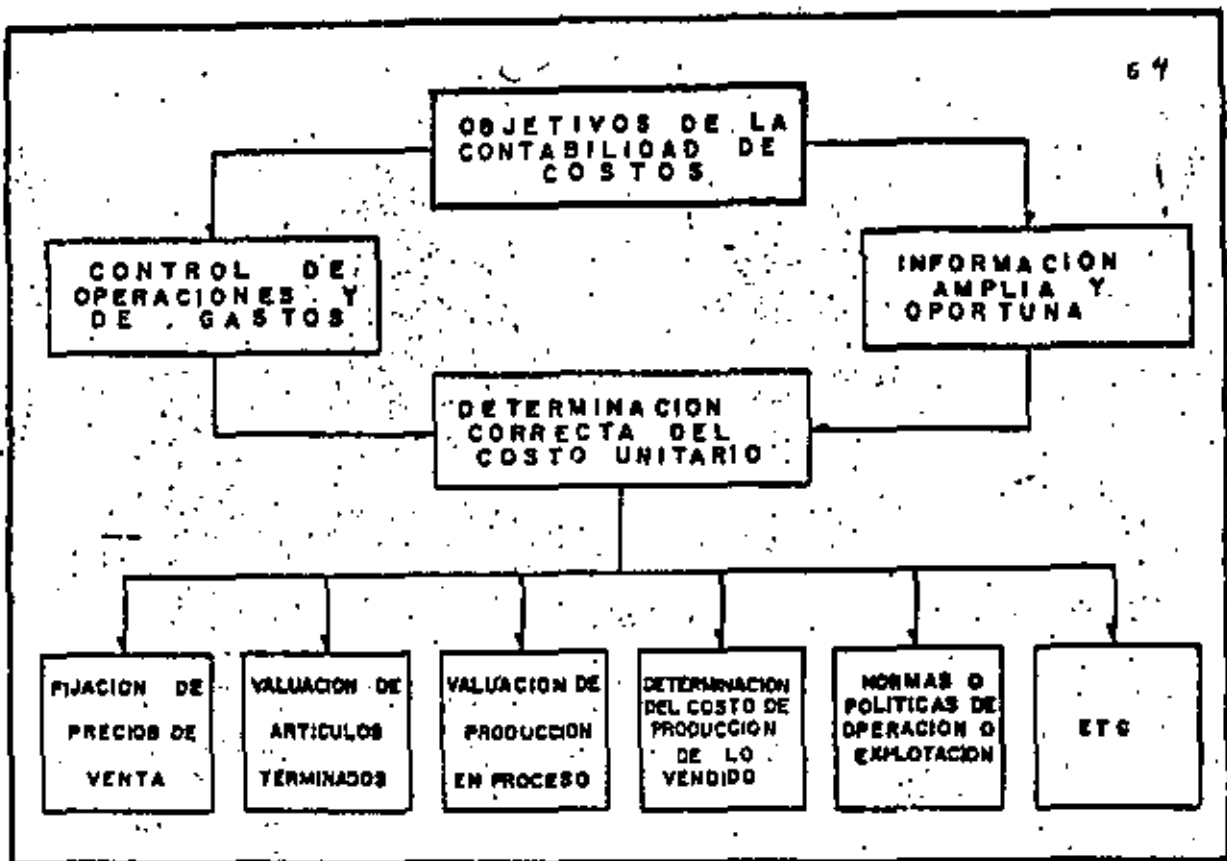 64
OBJETIVOS DE LA
CONTABILIDAD DE
COSTOS
CONTROL DE
OPERACIONES Y
DE GASTOS
INFORMACION
AMPLIA Y
OPORTUNA
DETERMINACION
CORRECTA DEL
COSTO UNITARIO
FIJACION DE
PRECIOS DE
VENTA
VALUACION DE
ARTICULOS
TERMINADOS
VALUACION DE
PRODUCCION
EN PROCESO
DETERMINACION
DEL COSTO DE
PRODUCCION
DE LO
VENDIDO
NORMAS O
POLITICAS DE
OPERACION O
EXPLOTACION
ETC